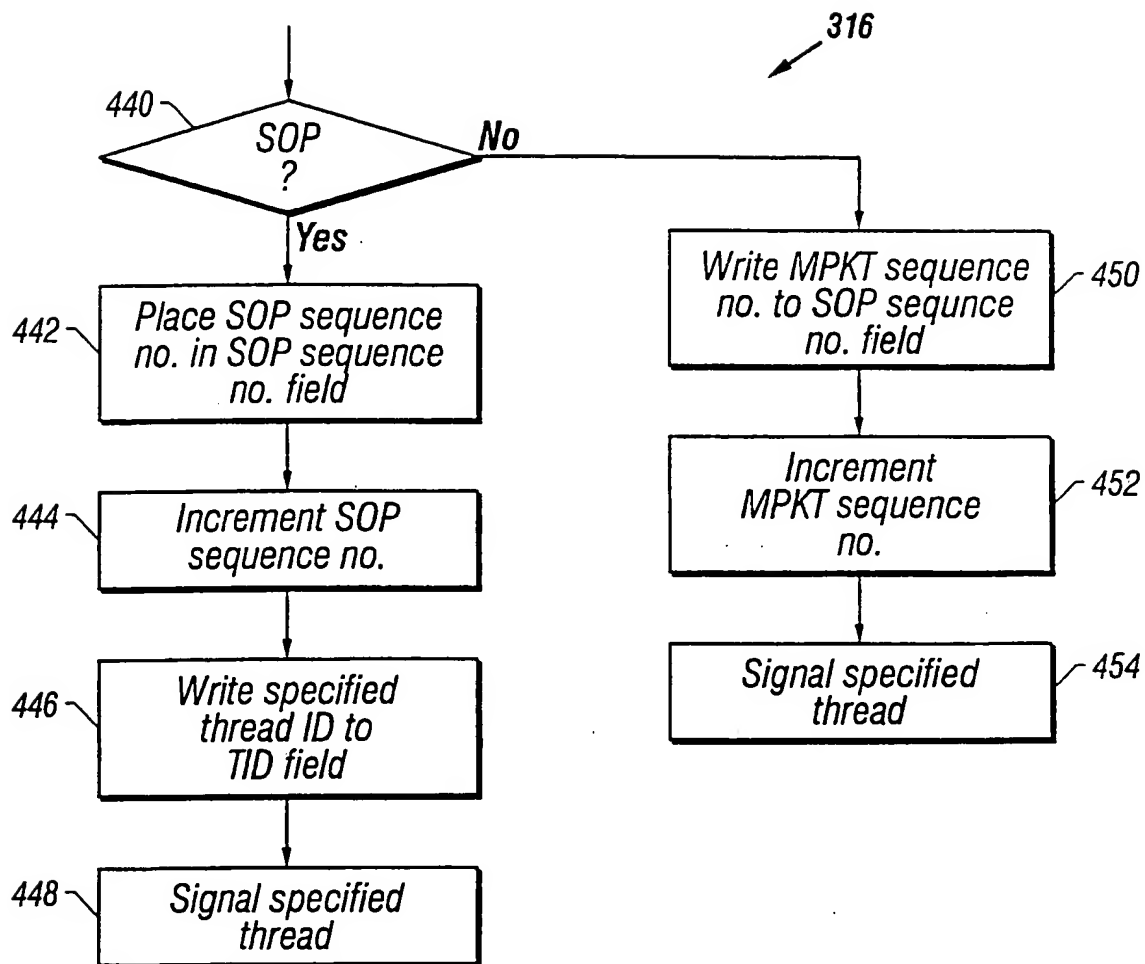 316
440
SOP
?
No
Yes
442
Place SOP sequence
no. in SOP sequence
no. field
444
Increment SOP
sequence no.
446
Write specified
thread ID to
TID field
448
Signal specified
thread
Write MPKT sequence
no. to SOP sequnce
no. field
450
Increment
MPKT sequence
no.
452
Signal specified
thread
454